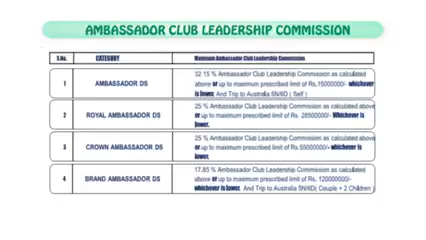 AMBASSADOR CLUB LEADERSHIP COMMISSION
S.No. CATEGORY Maximum Ambassador Club Leadership Commission
1 AMBASSADOR DS 32.15 % Ambassador Club Leadership Commission as calculated
above or up to maximum prescribed limit of Rs.15000000/- whichever
is lower. And Trip to Australia 5N/6D ( Self )
2 ROYAL AMBASSADOR DS 25 % Ambassador Club Leadership Commission as calculated above
or up to maximum prescribed limit of Rs. 28500000/- Whichever is
lower.
3 CROWN AMBASSADOR DS 25 % Ambassador Club Leadership Commission as calculated above
or up to maximum prescribed limit of Rs.55000000/- whichever is
lower.
4 BRAND AMBASSADOR DS 17.85 % Ambassador Club Leadership Commission as calculated
above or up to maximum prescribed limit of Rs. 120000000/-
whichever is lower. And Trip to Australia 5N/6D( Couple + 2 Children )